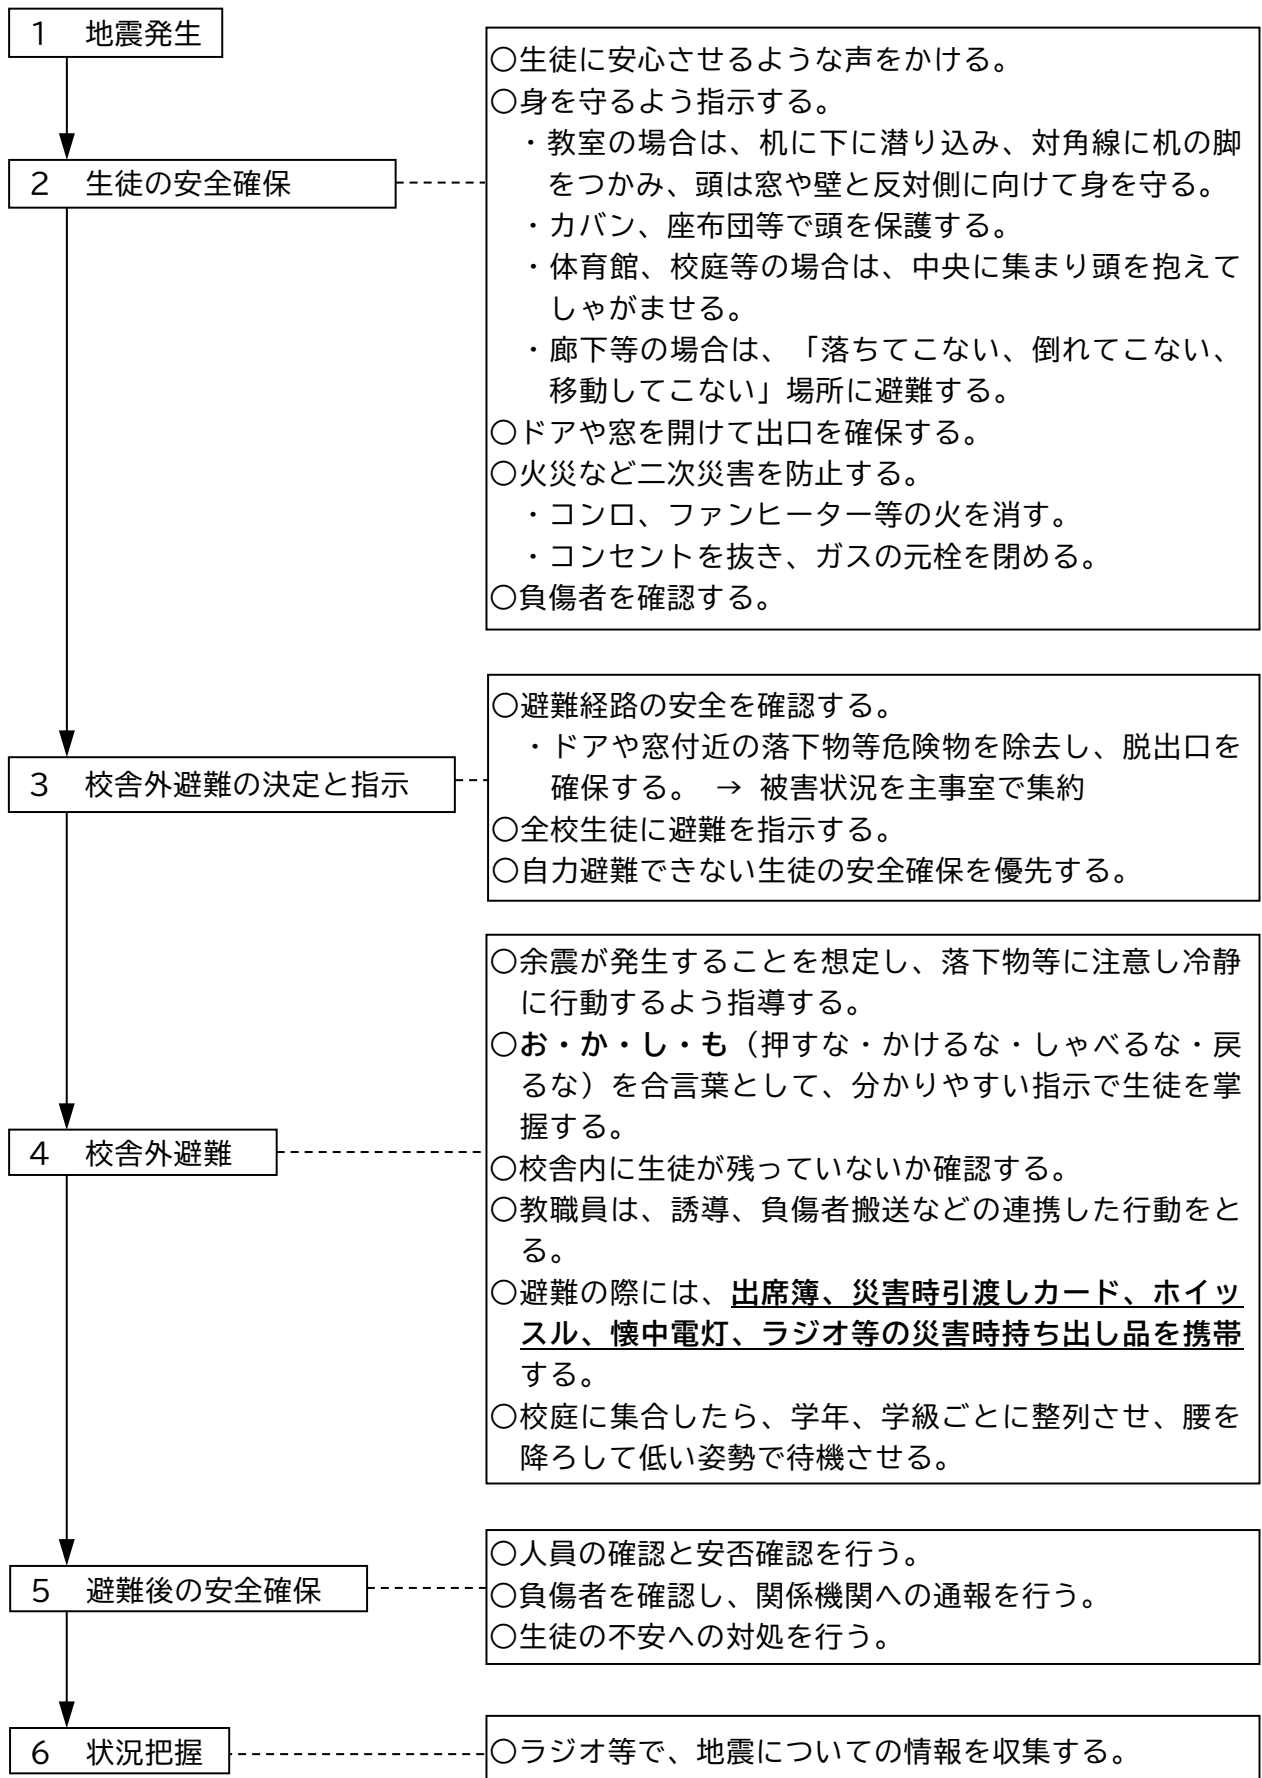 1 地震発生
○生徒に安心させるような声をかける。
○身を守るよう指示する。
・教室の場合は、机に下に潜り込み、対角線に机の脚
をつかみ、頭は窓や壁と反対側に向けて身を守る。
・カバン、座布団等で頭を保護する。
・体育館、校庭等の場合は、中央に集まり頭を抱えて
しゃがませる。
・廊下等の場合は、「落ちてこない、倒れてこない、
移動してこない」場所に避難する。
○ドアや窓を開けて出口を確保する。
○火災など二次災害を防止する。
・コンロ、ファンヒーター等の火を消す。
・コンセントを抜き、ガスの元栓を閉める。
○負傷者を確認する。
2 生徒の安全確保
○避難経路の安全を確認する。
・ドアや窓付近の落下物等危険物を除去し、脱出口を
確保する。 → 被害状況を主事室で集約
○全校生徒に避難を指示する。
○自力避難できない生徒の安全確保を優先する。
3 校舎外避難の決定と指示
○余震が発生することを想定し、落下物等に注意し冷静
に行動するよう指導する。
○お・か・し・も（押すな・かけるな・しゃべるな・戻
るな）を合言葉として、分かりやすい指示で生徒を掌
握する。
○校舎内に生徒が残っていないか確認する。
○教職員は、誘導、負傷者搬送などの連携した行動をと
る。
○避難の際には、出席簿、災害時引渡しカード、ホイッ
スル、懐中電灯、ラジオ等の災害時持ち出し品を携帯
する。
○校庭に集合したら、学年、学級ごとに整列させ、腰を
降ろして低い姿勢で待機させる。
4 校舎外避難
○人員の確認と安否確認を行う。
○負傷者を確認し、関係機関への通報を行う。
○生徒の不安への対処を行う。
5 避難後の安全確保
6 状況把握
○ラジオ等で、地震についての情報を収集する。